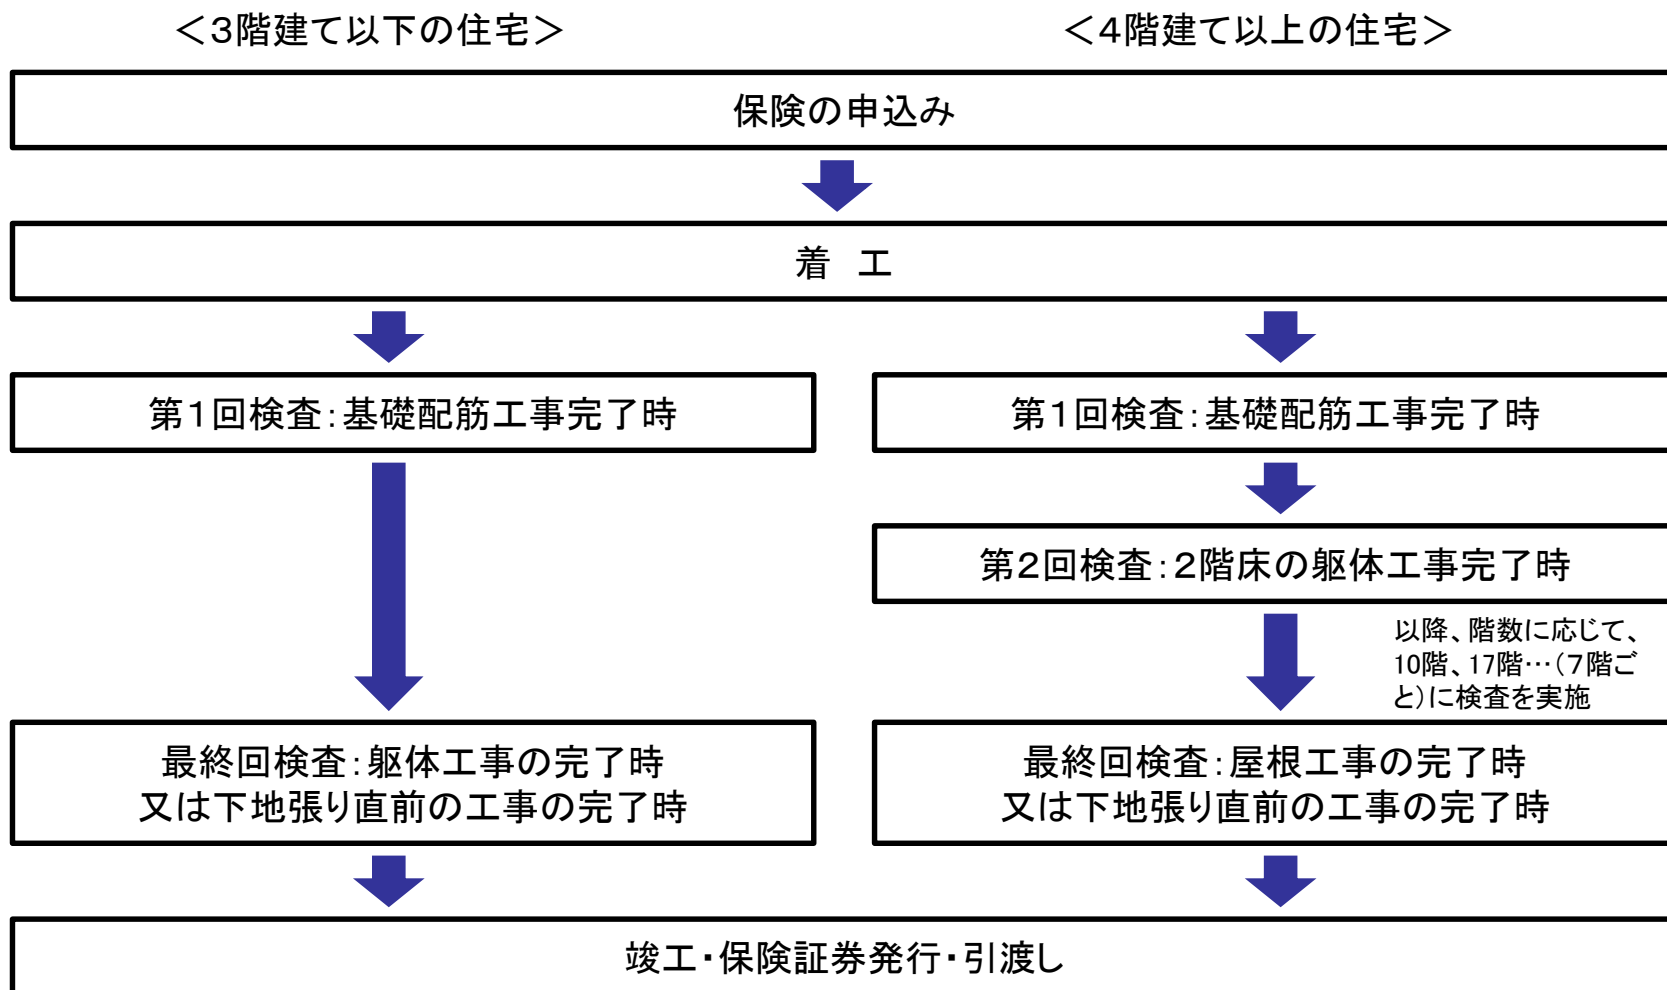 ＜３階建て以下の住宅＞
＜４階建て以上の住宅＞
保険の申込み
着　工
第１回検査：基礎配筋工事完了時
第１回検査：基礎配筋工事完了時
第２回検査：２階床の躯体工事完了時
以降、階数に応じて、
10階、17階…（７階ご
と）に検査を実施
最終回検査：躯体工事の完了時
又は下地張り直前の工事の完了時
最終回検査：屋根工事の完了時
又は下地張り直前の工事の完了時
竣工・保険証券発行・引渡し